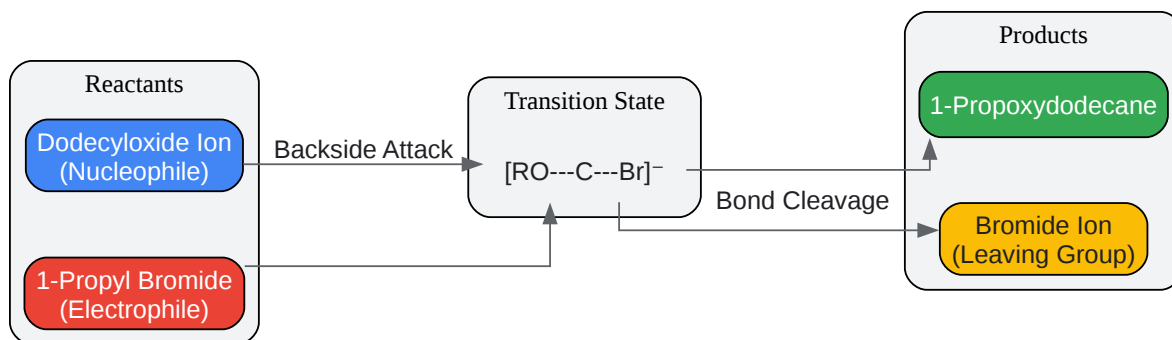 Reactants
Dodecyloxide Ion
(Nucleophile)
1-Propyl Bromide
(Electrophile)
Backside Attack
Transition State
[RO---C---Br]⁻
Bond Cleavage
Products
1-Propoxydodecane
Bromide Ion
(Leaving Group)